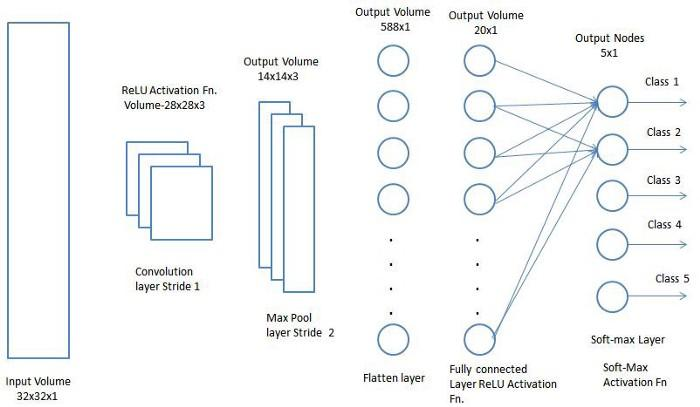 Input Volume
32x32x1
ReLU Activation Fn.
Volume-28x28x3
Convolution
layer Stride 1
Output Volume
14x14x3
Max Pool
layer Stride 2
Output Volume
588x1
Flatten layer
Output Volume
20x1
Fully connected
Layer ReLU Activation
Fn.
Output Nodes
5x1
Class 1
Class 2
Class 3
Class 4
Class 5
Soft-max Layer
Soft-Max
Activation Fn